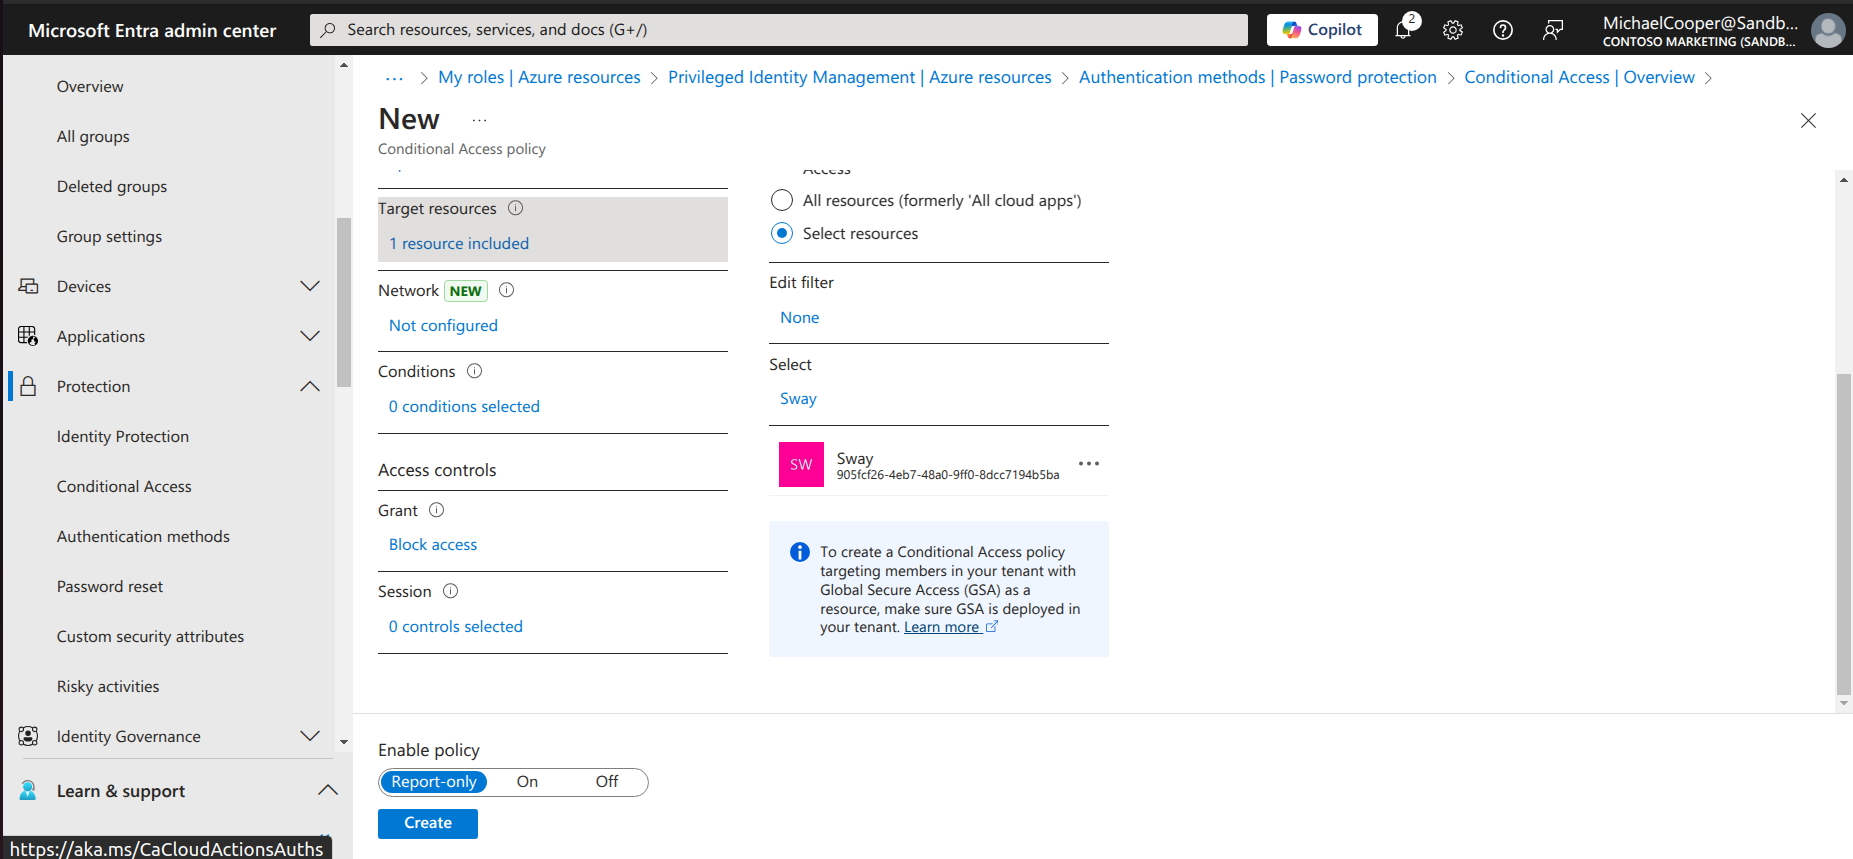 Microsoft Entra admin center
Search resources, services, and docs (G+/)
Copilot
2
MichaelCooper@Sandb...
CONTOSO MARKETING (SANDB...
Overview
All groups
Deleted groups
Group settings
Devices
Applications
Protection
Identity Protection
Conditional Access
Authentication methods
Password reset
Custom security attributes
Risky activities
Identity Governance
Learn & support
https://aka.ms/CaCloudActionsAuths
... > My roles | Azure resources > Privileged Identity Management | Azure resources > Authentication methods | Password protection > Conditional Access | Overview >
New ...
Conditional Access policy
Target resources
1 resource included
Network NEW
Not configured
Conditions
0 conditions selected
Access controls
Grant
Block access
Session
0 controls selected
Access
All resources (formerly 'All cloud apps')
Select resources
Edit filter
None
Select
Sway
SW
Sway
905fcf26-4eb7-48a0-9ff0-8dcc7194b5ba
To create a Conditional Access policy
targeting members in your tenant with
Global Secure Access (GSA) as a
resource, make sure GSA is deployed in
your tenant. Learn more
Enable policy
Report-only On Off
Create